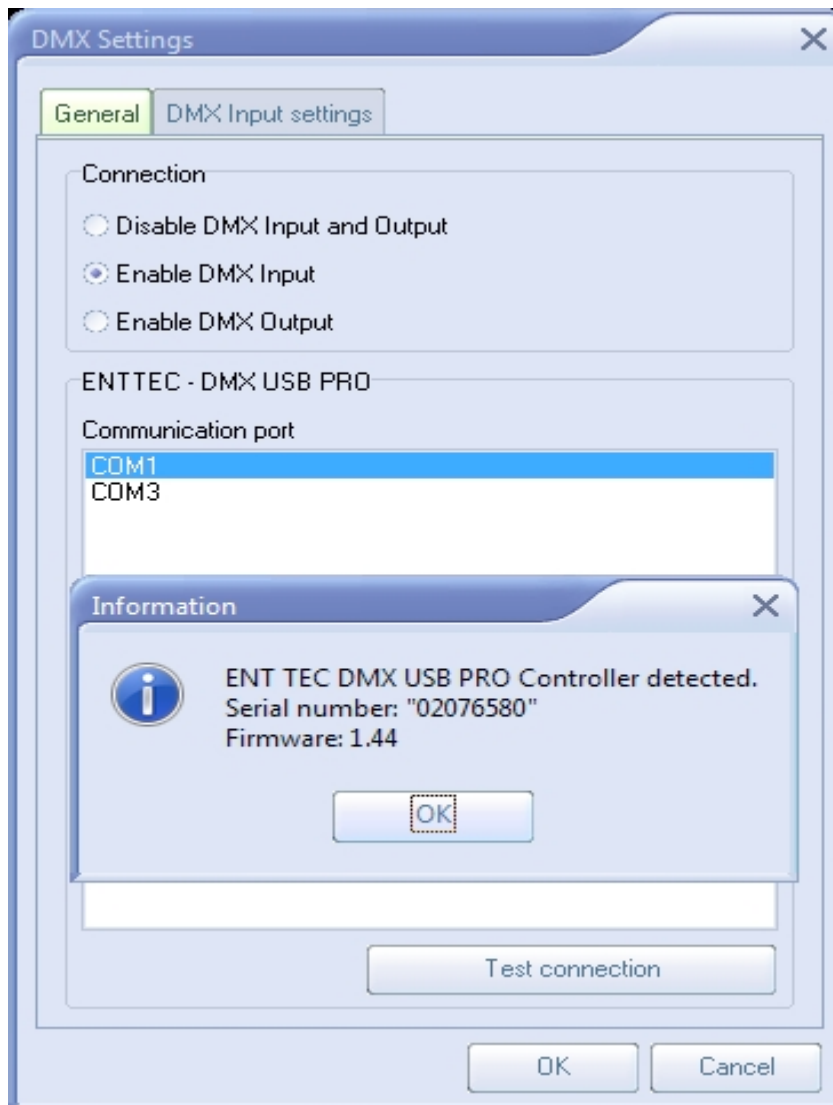 DMX Settings
General
DMX Input settings
Connection
Disable DMX Input and Output
Enable DMX Input
Enable DMX Output
ENTTEC - DMX USB PRO
Communication port
COM1
COM3
Information
ENT TEC DMX USB PRO Controller detected.
Serial number: "02076580"
Firmware: 1.44
OK
Test connection
OK
Cancel